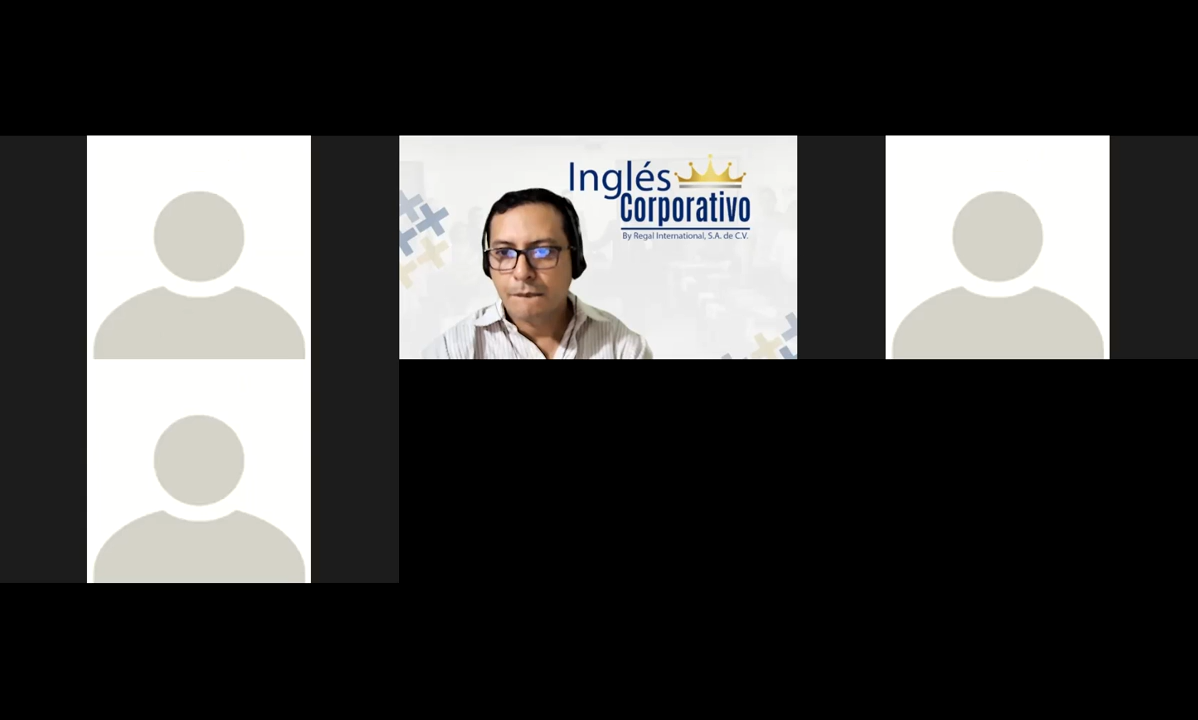 Inglés
Corporativo
By Regal International, S.A. de C.V.